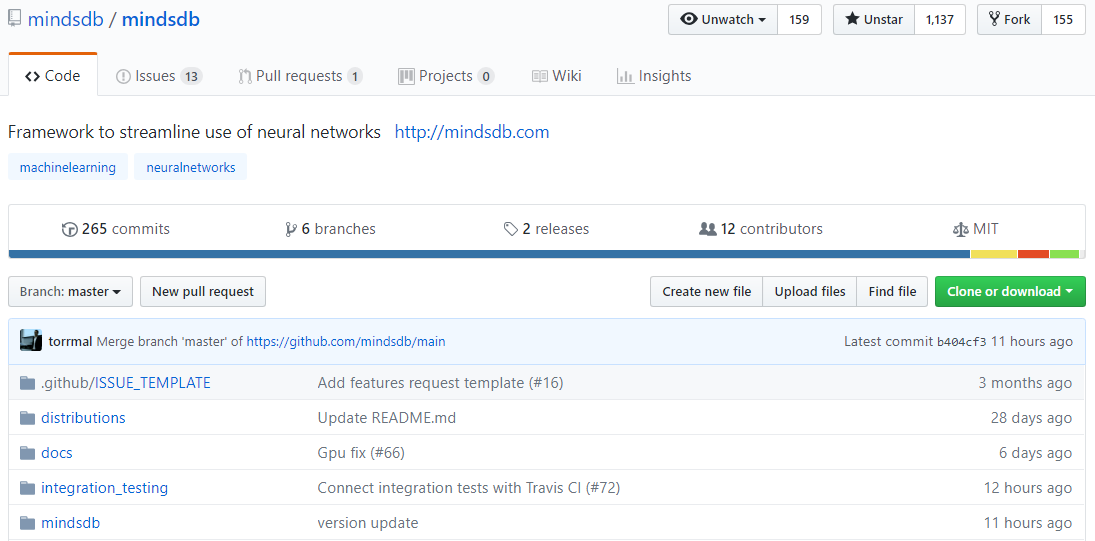 mindsdb / mindsdb Unwatch 159 Unstar 1,137 Fork 155
Code Issues 13 Pull requests 1 Projects 0 Wiki Insights
Framework to streamline use of neural networks http://mindsdb.com
machinelearning neuralnetworks
265 commits 6 branches 2 releases 12 contributors MIT
Branch: master New pull request Create new file Upload files Find file Clone or download
torrmal Merge branch 'master' of https://github.com/mindsdb/main Latest commit b404cf3 11 hours ago
.github/ISSUE_TEMPLATE Add features request template (#16) 3 months ago
distributions Update README.md 28 days ago
docs Gpu fix (#66) 6 days ago
integration_testing Connect integration tests with Travis CI (#72) 12 hours ago
mindsdb version update 11 hours ago